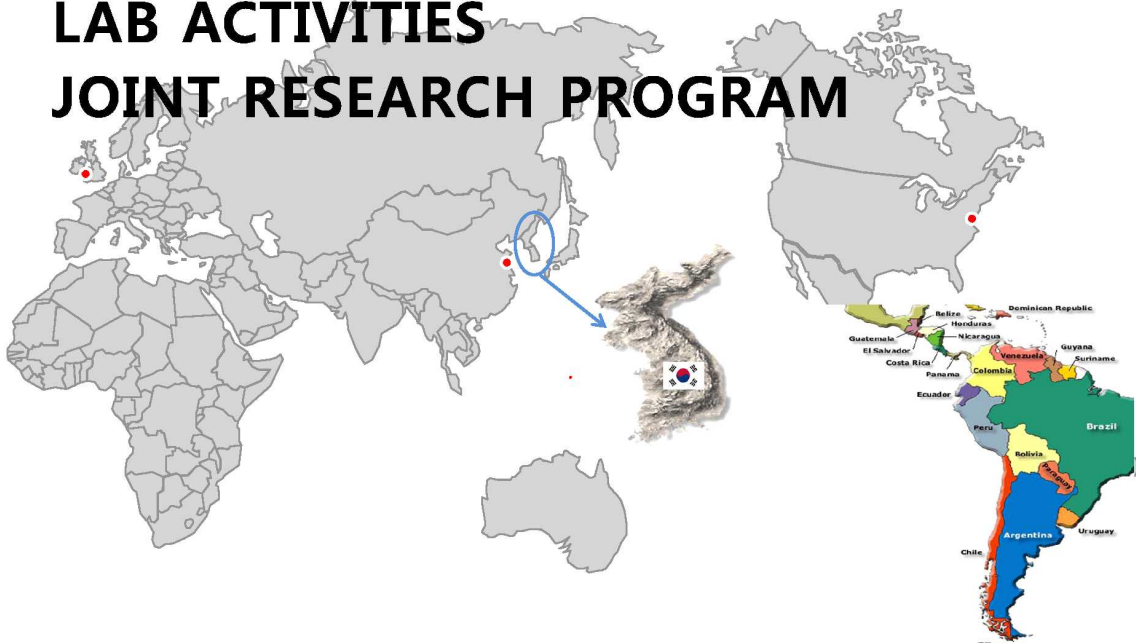 LAB ACTIVITIES
JOINT RESEARCH PROGRAM
Dominican Republic
Belize
Honduras
Guatemala
Nicaragua
El Salvador
Costa Rica
Panama
Venezuela
Guyana
Suriname
Colombia
Ecuador
Peru
Brazil
Bolivia
Paraguay
Uruguay
Argentina
Chile